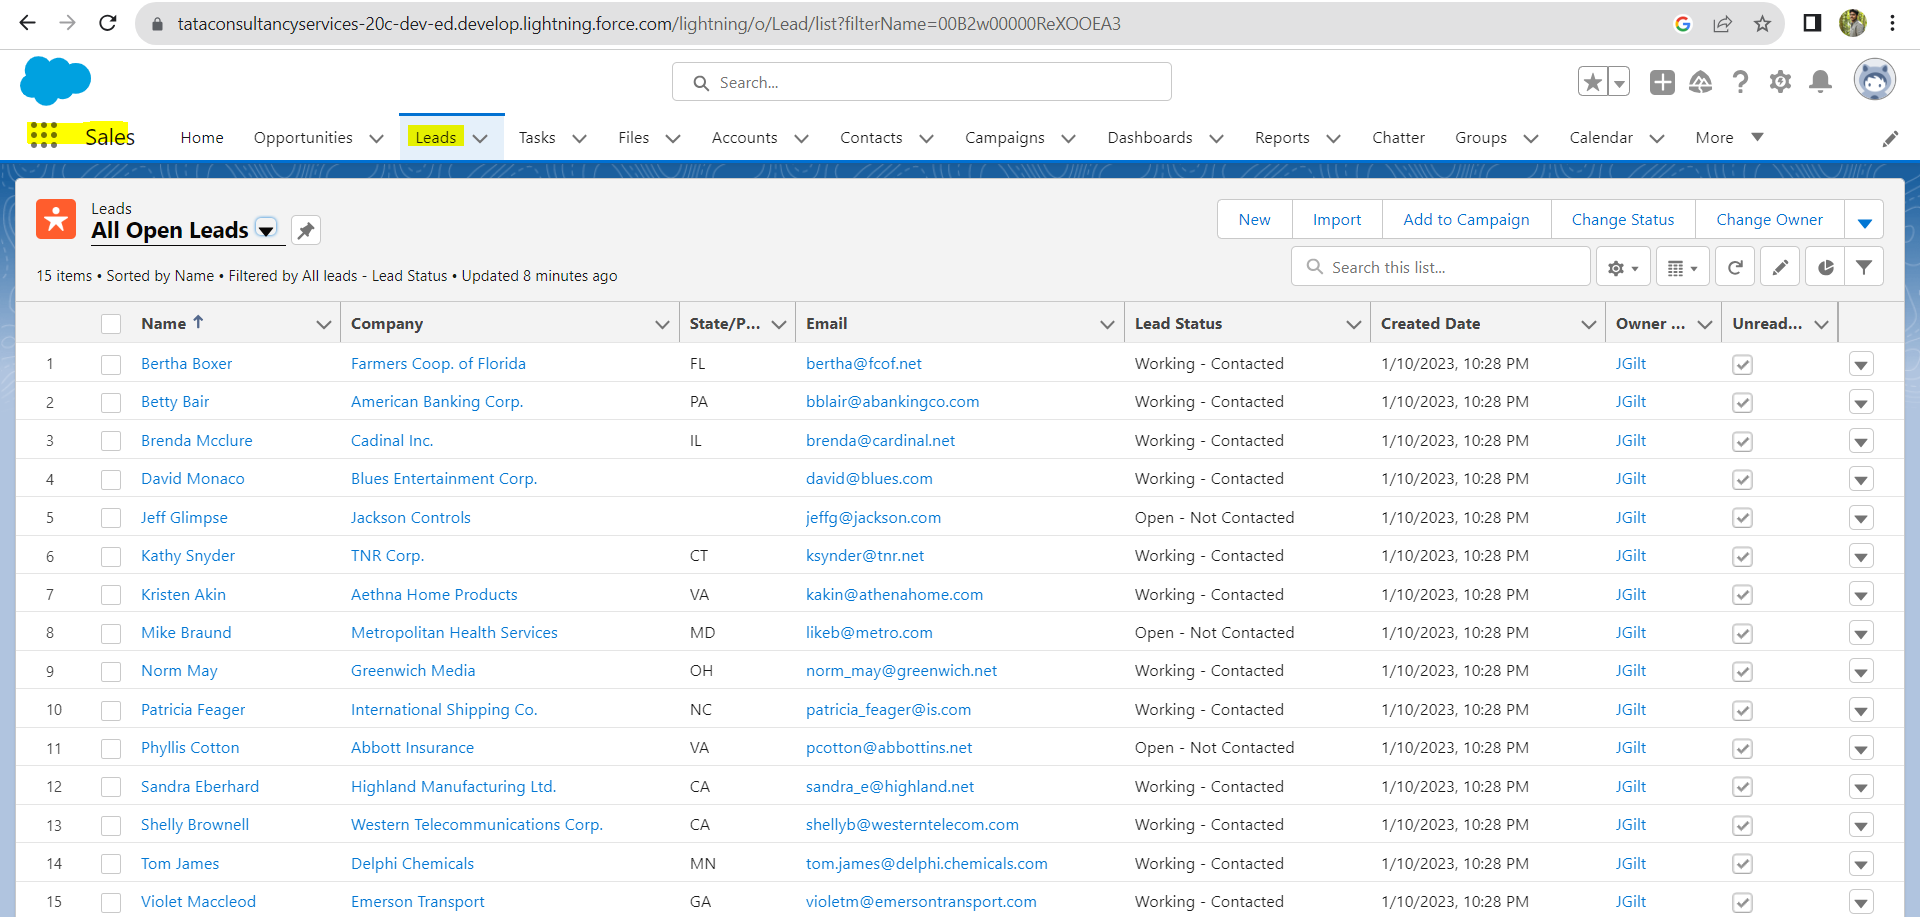 tataconsultancyservices-20c-dev-ed.develop.lightning.force.com/lightning/o/Lead/list?filterName=00B2w00000ReXOOEA3
Search...
Sales Home Opportunities Leads Tasks Files Accounts Contacts Campaigns Dashboards Reports Chatter Groups Calendar More
Leads
All Open Leads
New Import Add to Campaign Change Status Change Owner
15 items • Sorted by Name • Filtered by All leads - Lead Status • Updated 8 minutes ago
Search this list...
Name Company State/P... Email Lead Status Created Date Owner ... Unread...
1 Bertha Boxer Farmers Coop. of Florida FL bertha@fcof.net Working - Contacted 1/10/2023, 10:28 PM JGilt
2 Betty Bair American Banking Corp. PA bblair@abankingco.com Working - Contacted 1/10/2023, 10:28 PM JGilt
3 Brenda Mcclure Cadinal Inc. IL brenda@cardinal.net Working - Contacted 1/10/2023, 10:28 PM JGilt
4 David Monaco Blues Entertainment Corp. david@blues.com Working - Contacted 1/10/2023, 10:28 PM JGilt
5 Jeff Glimpse Jackson Controls jeffg@jackson.com Open - Not Contacted 1/10/2023, 10:28 PM JGilt
6 Kathy Snyder TNR Corp. CT ksynder@tnr.net Working - Contacted 1/10/2023, 10:28 PM JGilt
7 Kristen Akin Aethna Home Products VA kakin@athenahome.com Working - Contacted 1/10/2023, 10:28 PM JGilt
8 Mike Braund Metropolitan Health Services MD likeb@metro.com Open - Not Contacted 1/10/2023, 10:28 PM JGilt
9 Norm May Greenwich Media OH norm_may@greenwich.net Working - Contacted 1/10/2023, 10:28 PM JGilt
10 Patricia Feager International Shipping Co. NC patricia_feager@is.com Working - Contacted 1/10/2023, 10:28 PM JGilt
11 Phyllis Cotton Abbott Insurance VA pcotton@abbottins.net Open - Not Contacted 1/10/2023, 10:28 PM JGilt
12 Sandra Eberhard Highland Manufacturing Ltd. CA sandra_e@highland.net Working - Contacted 1/10/2023, 10:28 PM JGilt
13 Shelly Brownell Western Telecommunications Corp. CA shellyb@westerntelecom.com Working - Contacted 1/10/2023, 10:28 PM JGilt
14 Tom James Delphi Chemicals MN tom.james@delphi.chemicals.com Working - Contacted 1/10/2023, 10:28 PM JGilt
15 Violet Maccleod Emerson Transport GA violetm@emersontransport.com Working - Contacted 1/10/2023, 10:28 PM JGilt